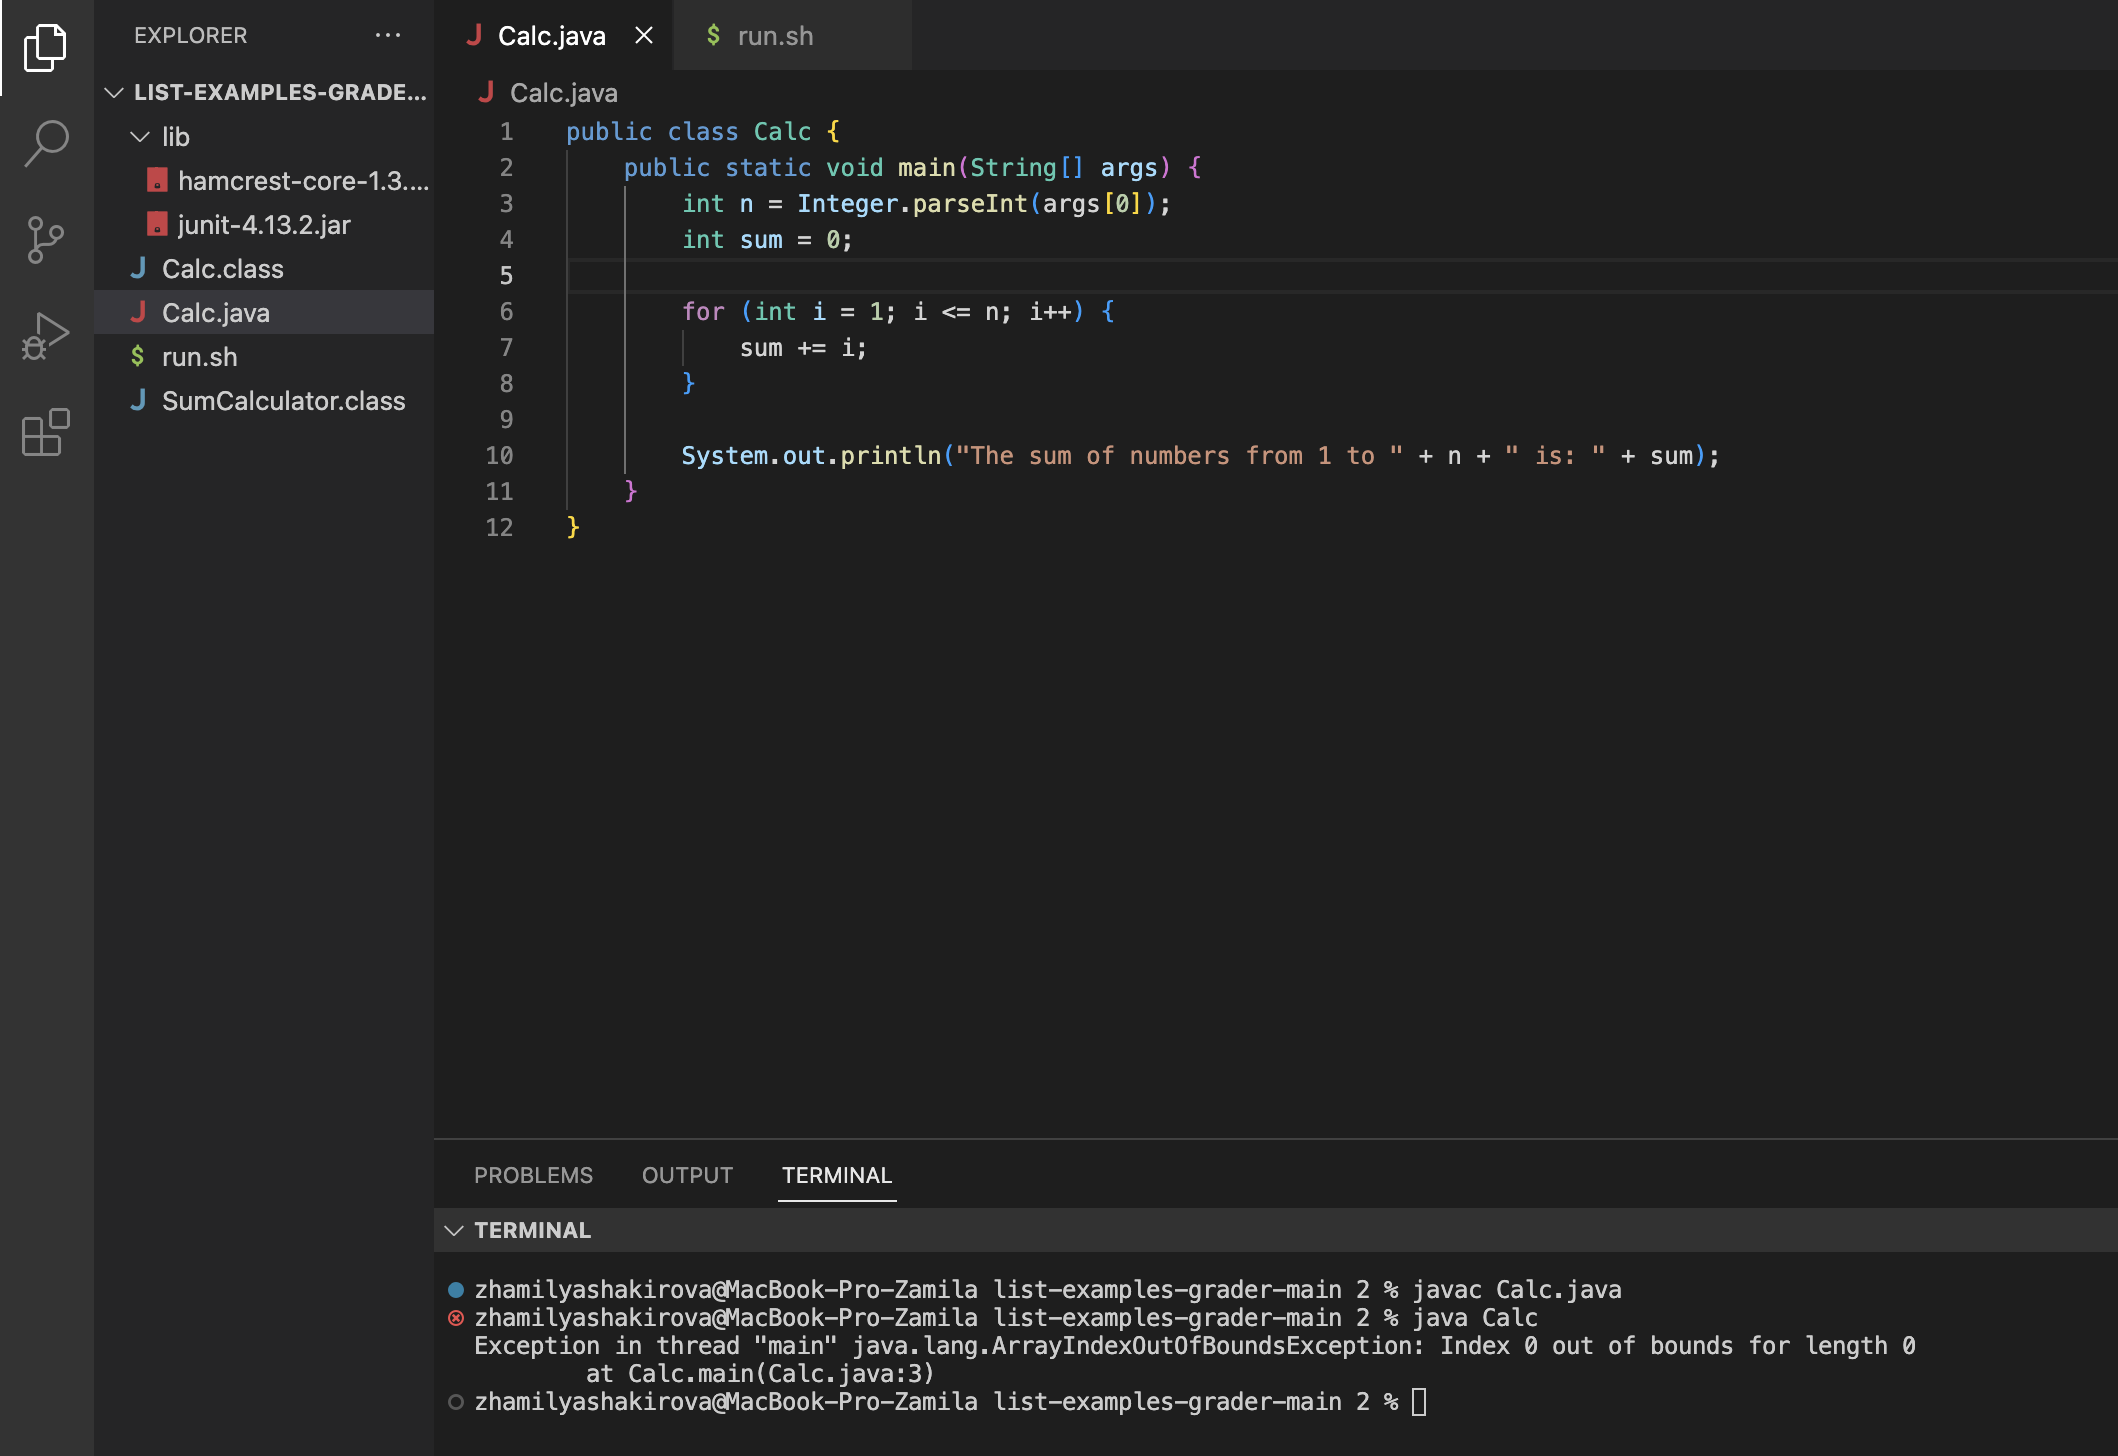 EXPLORER
LIST-EXAMPLES-GRADE...
lib
hamcrest-core-1.3....
junit-4.13.2.jar
Calc.class
Calc.java
run.sh
SumCalculator.class
Calc.java
run.sh
Calc.java
1 public class Calc {
2     public static void main(String[] args) {
3         int n = Integer.parseInt(args[0]);
4         int sum = 0;
5
6         for (int i = 1; i <= n; i++) {
7             sum += i;
8         }
9
10         System.out.println("The sum of numbers from 1 to " + n + " is: " + sum);
11     }
12 }
PROBLEMS OUTPUT TERMINAL
TERMINAL
zhamilyashakirova@MacBook-Pro-Zamila list-examples-grader-main 2 % javac Calc.java
zhamilyashakirova@MacBook-Pro-Zamila list-examples-grader-main 2 % java Calc
Exception in thread "main" java.lang.ArrayIndexOutOfBoundsException: Index 0 out of bounds for length 0
        at Calc.main(Calc.java:3)
zhamilyashakirova@MacBook-Pro-Zamila list-examples-grader-main 2 %